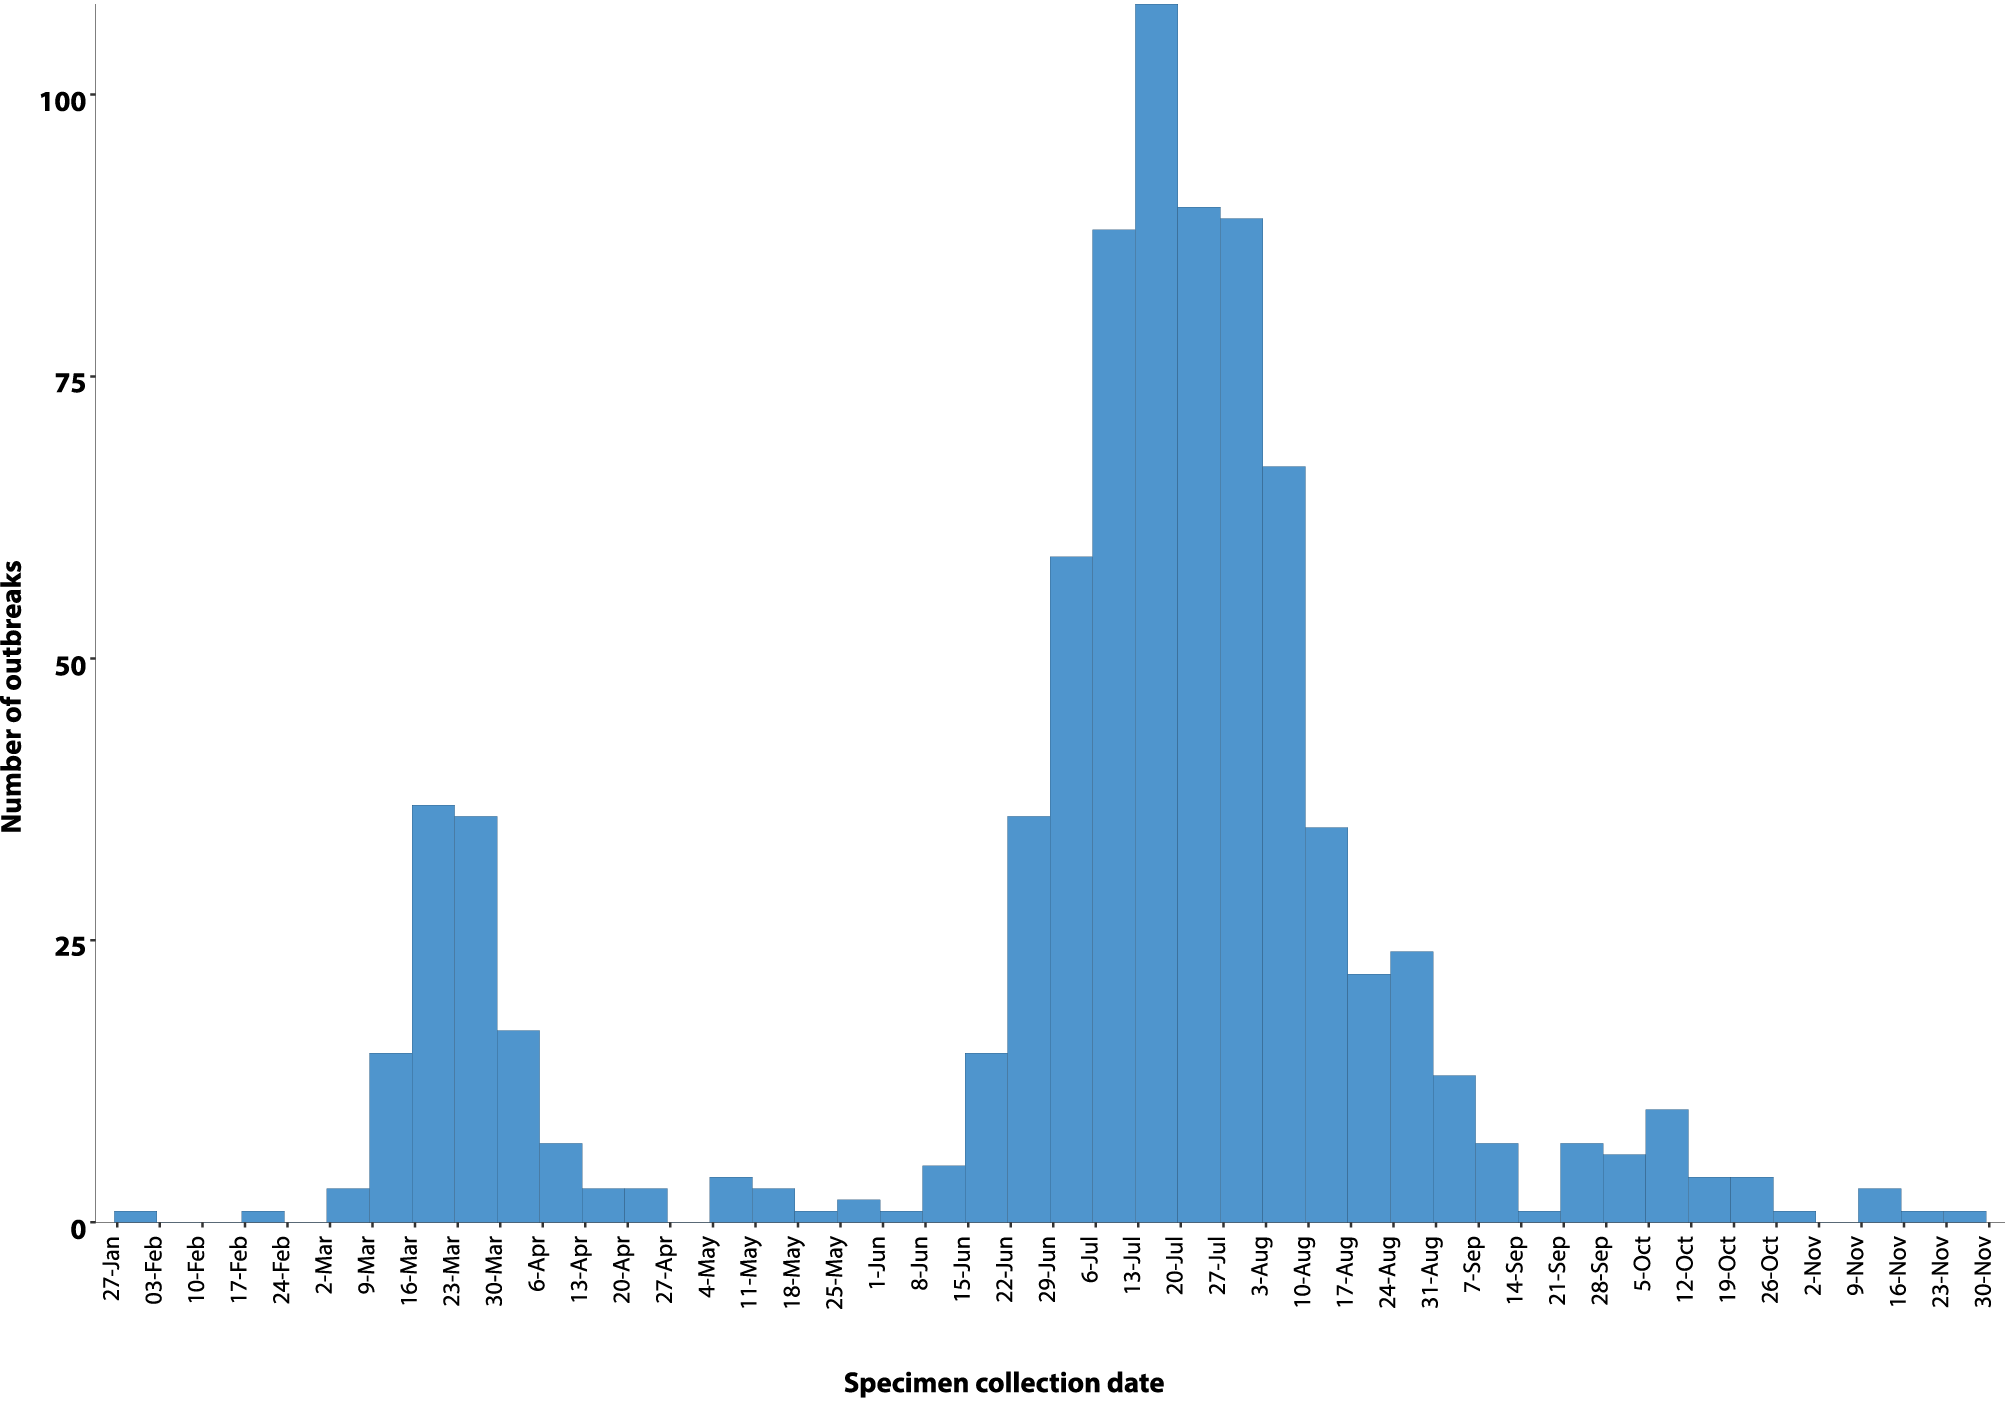 Number of outbreaks
100
75
50
25
0
27-Jan
03-Feb
10-Feb
17-Feb
24-Feb
2-Mar
9-Mar
16-Mar
23-Mar
30-Mar
6-Apr
13-Apr
20-Apr
27-Apr
4-May
11-May
18-May
25-May
1-Jun
8-Jun
15-Jun
22-Jun
29-Jun
6-Jul
13-Jul
20-Jul
27-Jul
3-Aug
10-Aug
17-Aug
24-Aug
31-Aug
7-Sep
14-Sep
21-Sep
28-Sep
5-Oct
12-Oct
19-Oct
26-Oct
2-Nov
9-Nov
16-Nov
23-Nov
30-Nov
Specimen collection date